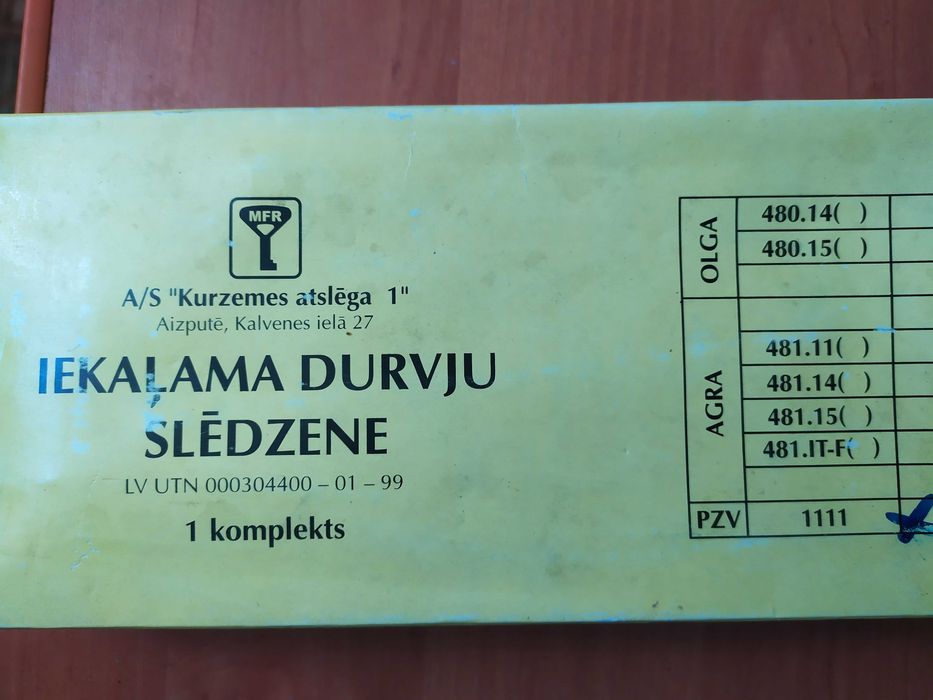 MFR
A/S "Kurzemes atslēga 1"
Aizputē, Kalvenes ielā 27
IEKAĻAMA DURVJU
SLĒDZENE
LV UTN 000304400 – 01 – 99
1 komplekts
OLGA
480.14( )
480.15( )
AGRA
481.11( )
481.14( )
481.15( )
481.IT-F( )
PZV 1111